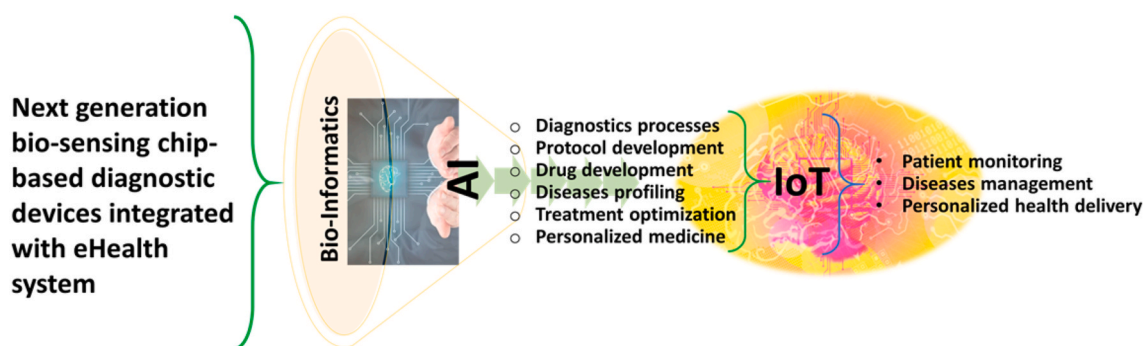 Next generation
bio-sensing chip-
based diagnostic
devices integrated
with eHealth
system
Bio-Informatics
AI
○ Diagnostics processes
○ Protocol development
○ Drug development
○ Diseases profiling
○ Treatment optimization
○ Personalized medicine
IoT
• Patient monitoring
• Diseases management
• Personalized health delivery